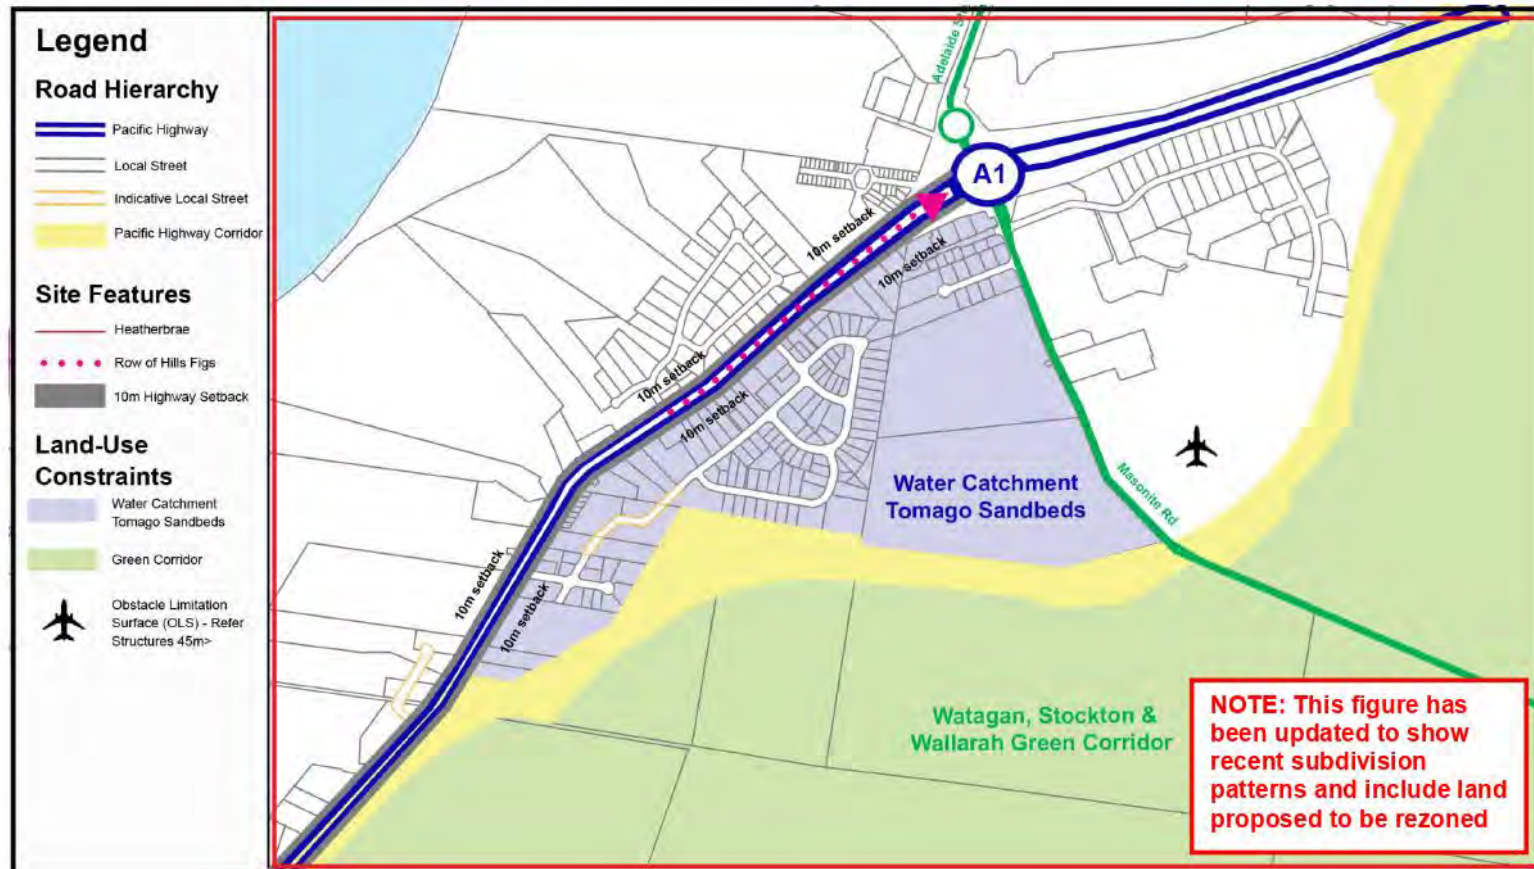 Legend
Road Hierarchy
Pacific Highway
Local Street
Indicative Local Street
Pacific Highway Corridor
Site Features
Heatherbrae
Row of Hills Figs
10m Highway Setback
Land-Use
Constraints
Water Catchment
Tomago Sandbeds
Green Corridor
Obstacle Limitation
Surface (OLS) - Refer
Structures 45m>
A1
10m setback
10m setback
10m setback
10m setback
10m setback
10m setback
Water Catchment
Tomago Sandbeds
Masonite Rd
Watagan, Stockton &
Wallarah Green Corridor
NOTE: This figure has
been updated to show
recent subdivision
patterns and include land
proposed to be rezoned
Adelaide